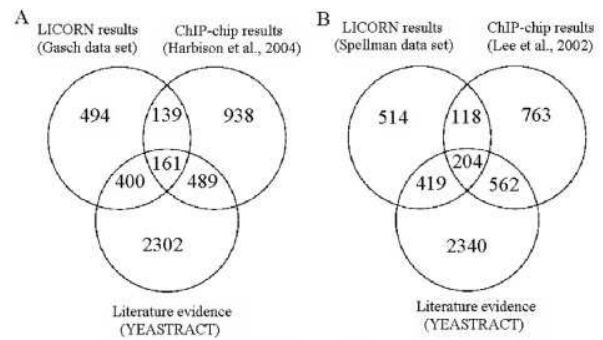 A
LICORN results
(Gasch data set)
ChIP-chip results
(Harbison et al., 2004)
494
139
938
161
400
489
2302
Literature evidence
(YEASTRACT)
B
LICORN results
(Spellman data set)
ChIP-chip results
(Lee et al., 2002)
514
118
763
204
419
562
2340
Literature evidence
(YEASTRACT)